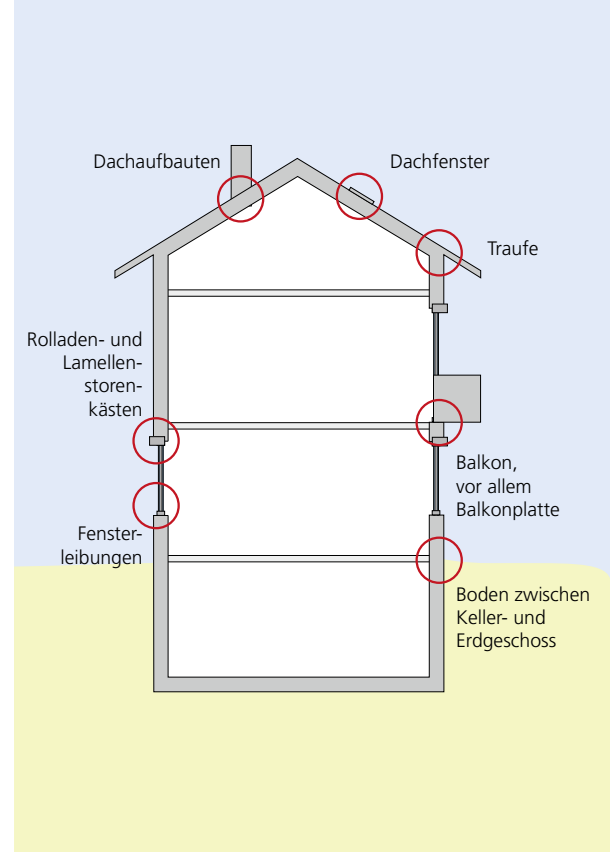 Dachaufbauten
Dachfenster
Traufe
Rolladen- und
Lamellen-
storen-
kästen
Balkon,
vor allem
Balkonplatte
Fenster-
leibungen
Boden zwischen
Keller- und
Erdgeschoss